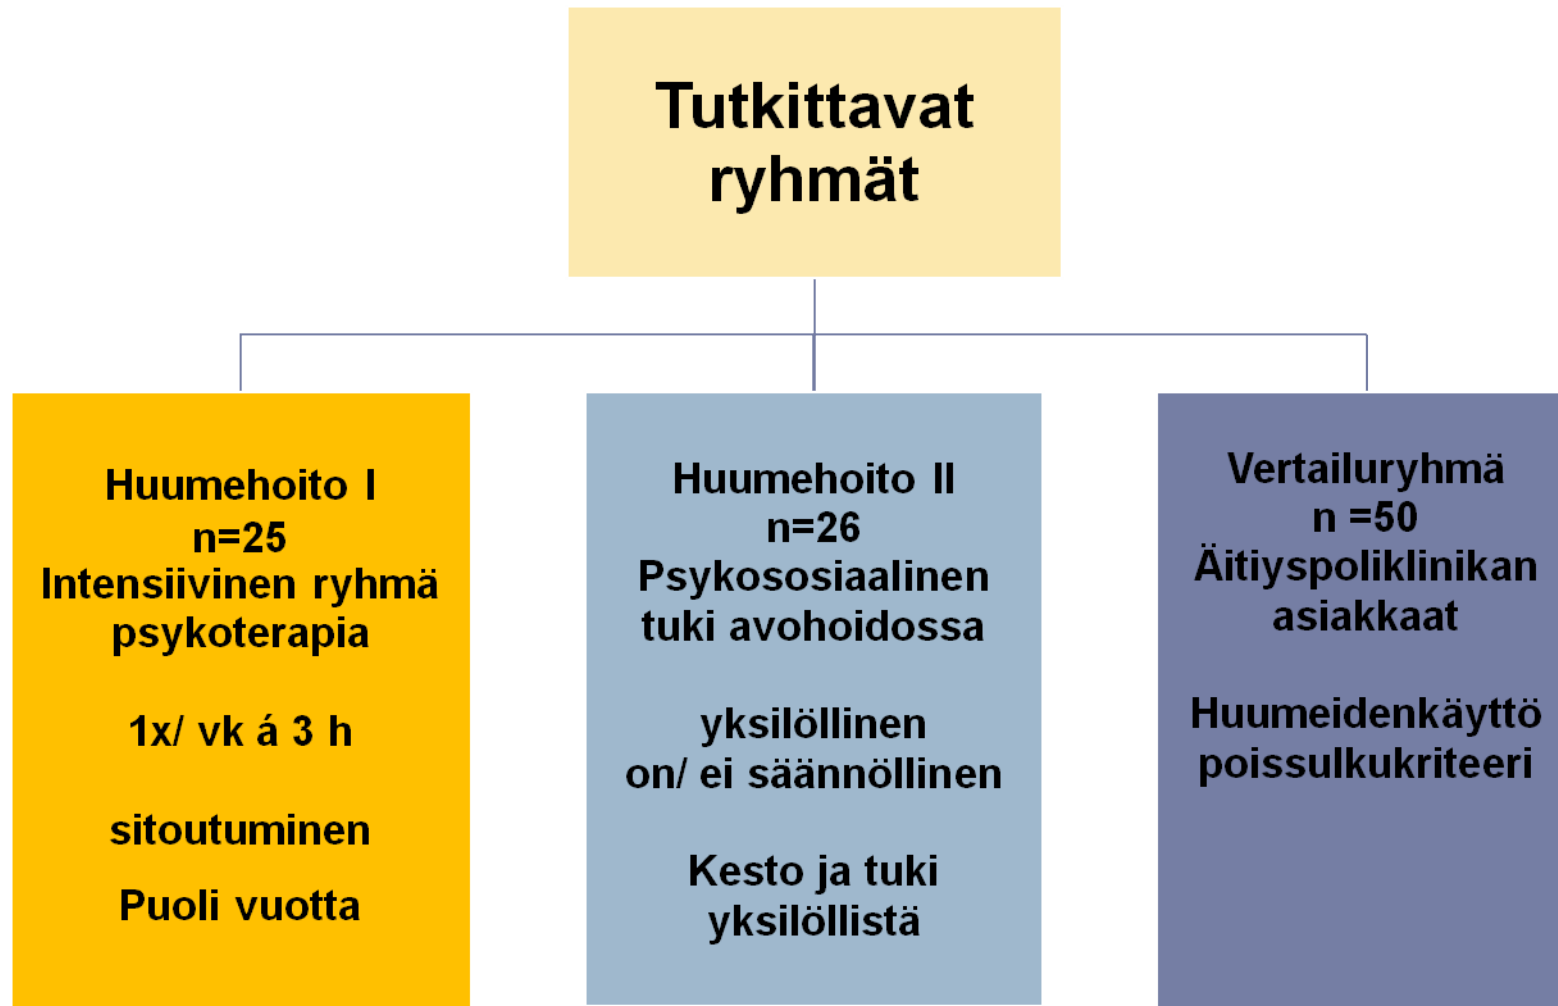 Tutkittavat
ryhmät
Huumehoito I
n=25
Intensiivinen ryhmä
psykoterapia
1x/ vk á 3 h
sitoutuminen
Puoli vuotta
Huumehoito II
n=26
Psykososiaalinen
tuki avohoidossa
yksilöllinen
on/ ei säännöllinen
Kesto ja tuki
yksilöllistä
Vertailuryhmä
n =50
Äitiyspoliklinikan
asiakkaat
Huumeidenkäyttö
poissulkukriteeri